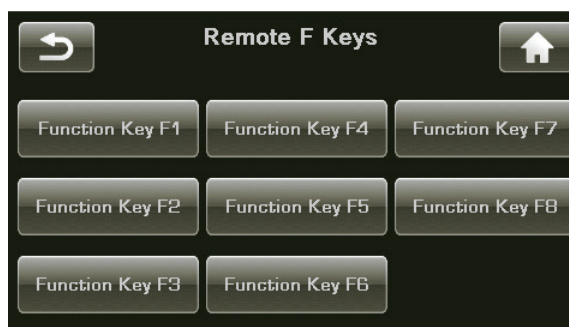 Remote F Keys
Function Key F1 Function Key F4 Function Key F7
Function Key F2 Function Key F5 Function Key F8
Function Key F3 Function Key F6